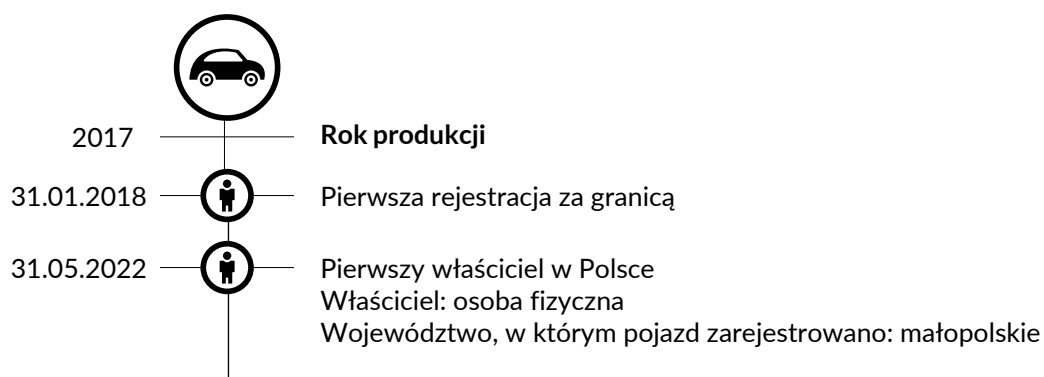 2017 Rok produkcji
31.01.2018 Pierwsza rejestracja za granicą
31.05.2022 Pierwszy właściciel w Polsce
Właściciel: osoba fizyczna
Województwo, w którym pojazd zarejestrowano: małopolskie